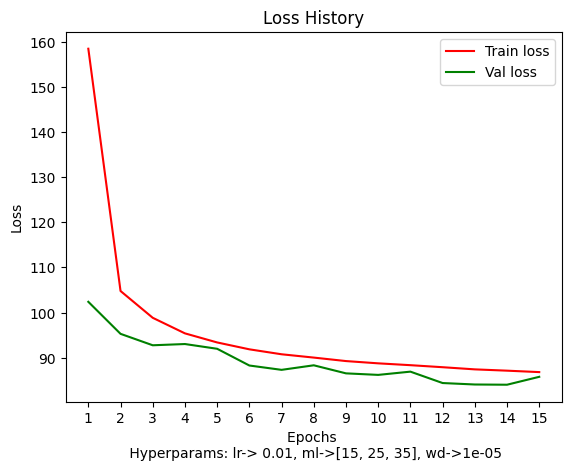 Loss History
Train loss
Val loss
160
150
140
130
120
110
100
90
Loss
1 2 3 4 5 6 7 8 9 10 11 12 13 14 15
Epochs
Hyperparams: lr-> 0.01, ml->[15, 25, 35], wd->1e-05